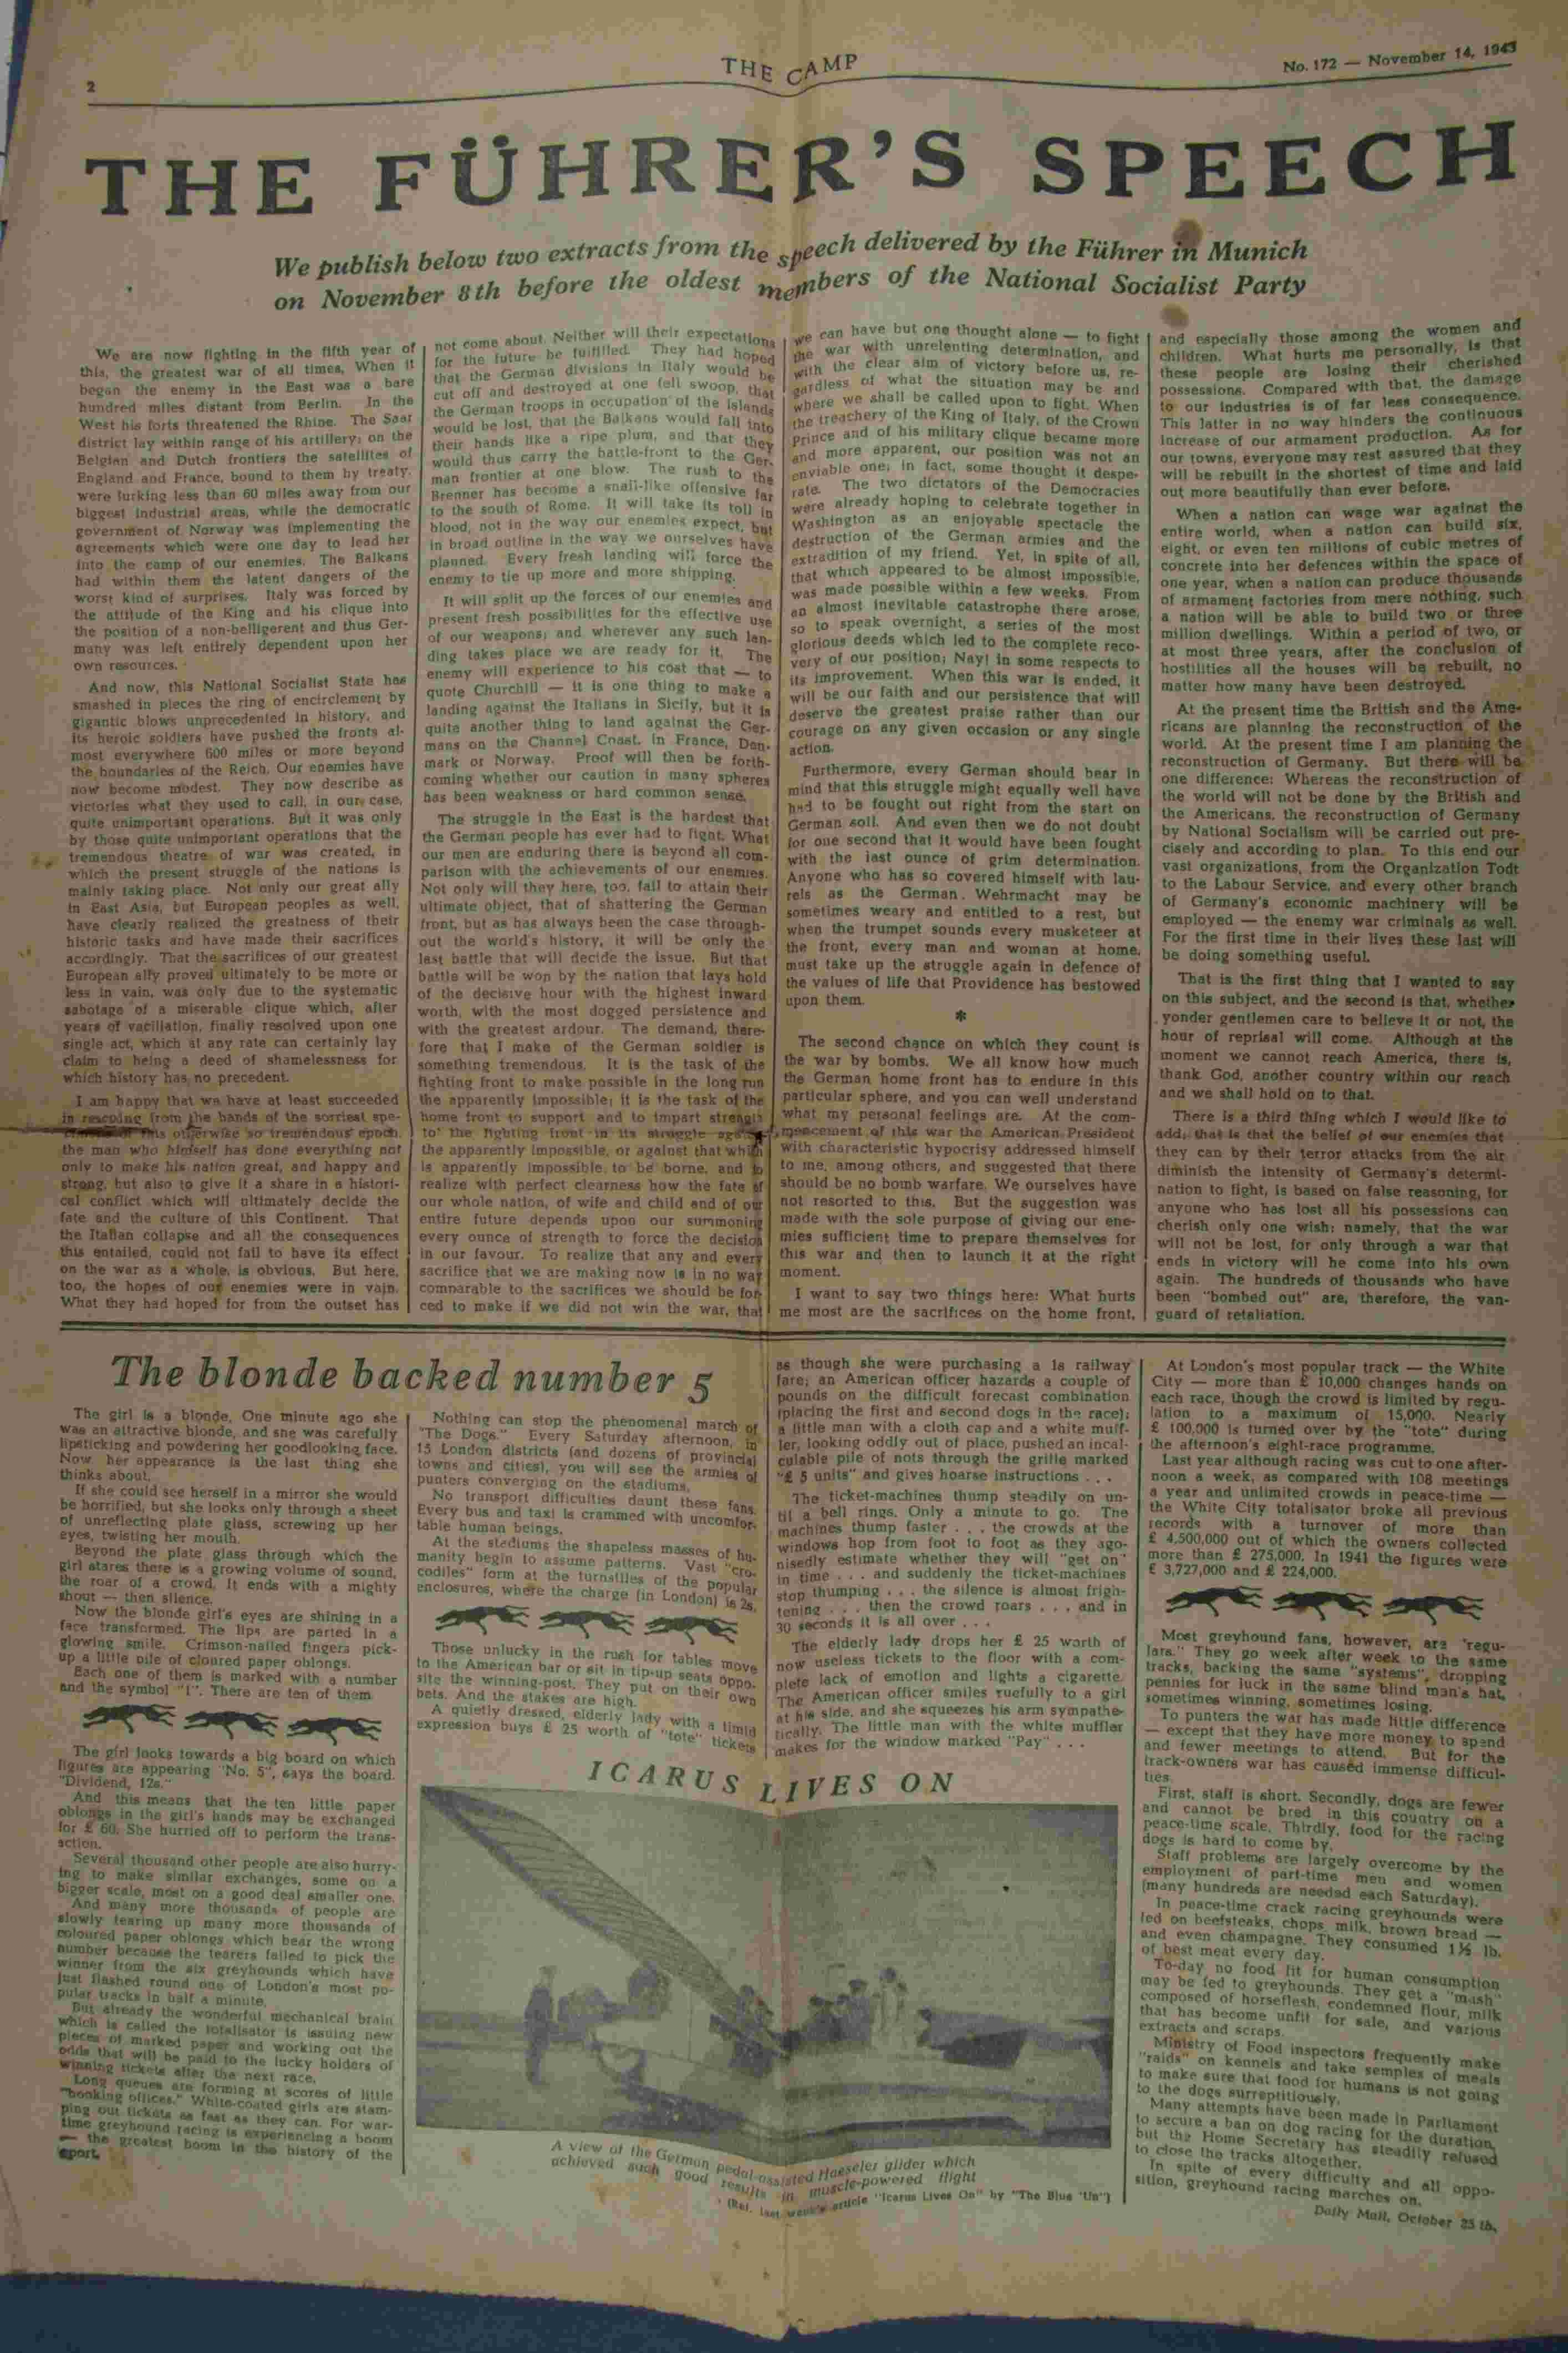 2
THE CAMP
No. 172 — November 14, 1943
THE FÜHRER'S SPEECH
We publish below two extracts from the speech delivered by the Führer in Munich
on November 8th before the oldest members of the National Socialist Party
We are now fighting in the fifth year of
this, the greatest war of all times. When it
began the enemy in the East was a bare
hundred miles distant from Berlin. In the
West his forts threatened the Rhine. The Saar
district lay within range of his artillery; on the
Belgian and Dutch frontiers the satellites of
England and France, bound to them by treaty,
were lurking less than 60 miles away from our
biggest industrial areas, while the democratic
government of Norway was implementing the
agreements which were one day to lead her
into the camp of our enemies. The Balkans
had within them the latent dangers of the
worst kind of surprises. Italy was forced by
the attitude of the King and his clique into
the position of a non-belligerent and thus Ger-
many was left entirely dependent upon her
own resources.
And now, this National Socialist State has
smashed in pieces the ring of encirclement by
gigantic blows unprecedented in history, and
its heroic soldiers have pushed the fronts al-
most everywhere 600 miles or more beyond
the boundaries of the Reich. Our enemies have
now become modest. They now describe as
victories what they used to call, in our case,
quite unimportant operations. But it was only
by those quite unimportant operations that the
tremendous theatre of war was created, in
which the present struggle of the nations is
mainly taking place. Not only our great ally
in East Asia, but European peoples as well,
have clearly realized the greatness of their
historic tasks and have made their sacrifices
accordingly. That the sacrifices of our greatest
European ally proved ultimately to be more or
less in vain, was only due to the systematic
sabotage of a miserable clique which, after
years of vacillation, finally resolved upon one
single act, which at any rate can certainly lay
claim to being a deed of shamelessness for
which history has no precedent.
I am happy that we have at least succeeded
in rescoing from the hands of the sorriest spe-
of this otherwise so tremendous epoch,
the man who himself has done everything not
only to make his nation great, and happy and
strong, but also to give it a share in a histori-
cal conflict which will ultimately decide the
fate and the culture of this Continent. That
the Italian collapse and all the consequences
this entailed, could not fail to have its effect
on the war as a whole, is obvious. But here,
too, the hopes of our enemies were in vain.
What they had hoped for from the outset has
not come about. Neither will their expectations
for the future be fulfilled. They had hoped
that the German divisions in Italy would be
cut off and destroyed at one fell swoop, that
the German troops in occupation of the islands
would be lost, that the Balkans would fall into
their hands like a ripe plum, and that they
would thus carry the battle-front to the Ger-
man frontier at one blow. The rush to the
Brenner has become a snail-like offensive far
to the south of Rome. It will take its toll in
blood, not in the way our enemies expect, but
in broad outline in the way we ourselves have
planned. Every fresh landing will force the
enemy to tie up more and more shipping.
It will split up the forces of our enemies and
present fresh possibilities for the effective use
of our weapons; and wherever any such lan-
ding takes place we are ready for it. The
enemy will experience to his cost that — to
quote Churchill — it is one thing to make a
landing against the Italians in Sicily, but it is
quite another thing to land against the Ger-
mans on the Channel Coast, in France, Den-
mark or Norway. Proof will then be forth-
coming whether our caution in many spheres
has been weakness or hard common sense.
The struggle in the East is the hardest that
the German people has ever had to fight. What
our men are enduring there is beyond all com-
parison with the achievements of our enemies.
Not only will they here, too, fail to attain their
ultimate object, that of shattering the German
front, but as has always been the case through-
out the world's history, it will be only the
last battle that will decide the issue. But that
battle will be won by the nation that lays hold
of the decisive hour with the highest inward
worth, with the most dogged persistence and
with the greatest ardour. The demand, there-
fore that I make of the German soldier is
something tremendous. It is the task of the
fighting front to make possible in the long run
the apparently impossible; it is the task of the
home front to support and to impart strength
to the fighting front in its struggle against
the apparently impossible, or against that which
is apparently impossible, to be borne, and to
realize with perfect clearness how the fate of
our whole nation, of wife and child and of our
entire future depends upon our summoning
every ounce of strength to force the decision
in our favour. To realize that any and every
sacrifice that we are making now is in no way
comparable to the sacrifices we should be for-
ced to make if we did not win the war, that
we can have but one thought alone — to fight
the war with unrelenting determination, and
with the clear aim of victory before us, re-
gardless of what the situation may be and
where we shall be called upon to fight. When
the treachery of the King of Italy, of the Crown
Prince and of his military clique became more
and more apparent, our position was not an
enviable one; in fact, some thought it despe-
rate. The two dictators of the Democracies
were already hoping to celebrate together in
Washington as an enjoyable spectacle the
destruction of the German armies and the
extradition of my friend. Yet, in spite of all,
that which appeared to be almost impossible,
was made possible within a few weeks. From
an almost inevitable catastrophe there arose,
so to speak overnight, a series of the most
glorious deeds which led to the complete reco-
very of our position; Nay! in some respects to
its improvement. When this war is ended, it
will be our faith and our persistence that will
deserve the greatest praise rather than our
courage on any given occasion or any single
action.
Furthermore, every German should bear in
mind that this struggle might equally well have
had to be fought out right from the start on
German soil. And even then we do not doubt
for one second that it would have been fought
with the last ounce of grim determination.
Anyone who has so covered himself with lau-
rels as the German Wehrmacht may be
sometimes weary and entitled to a rest, but
when the trumpet sounds every musketeer at
the front, every man and woman at home,
must take up the struggle again in defence of
the values of life that Providence has bestowed
upon them.
*
The second chance on which they count is
the war by bombs. We all know how much
the German home front has to endure in this
particular sphere, and you can well understand
what my personal feelings are. At the com-
mencement of this war the American President
with characteristic hypocrisy addressed himself
to me, among others, and suggested that there
should be no bomb warfare. We ourselves have
not resorted to this. But the suggestion was
made with the sole purpose of giving our ene-
mies sufficient time to prepare themselves for
this war and then to launch it at the right
moment.
I want to say two things here: What hurts
me most are the sacrifices on the home front,
and especially those among the women and
children. What hurts me personally, is that
these people are losing their cherished
possessions. Compared with that, the damage
to our industries is of far less consequence.
This latter in no way hinders the continuous
increase of our armament production. As for
our towns, everyone may rest assured that they
will be rebuilt in the shortest of time and laid
out more beautifully than ever before.
When a nation can wage war against the
entire world, when a nation can build six,
eight, or even ten millions of cubic metres of
concrete into her defences within the space of
one year, when a nation can produce thousands
of armament factories from mere nothing, such
a nation will be able to build two or three
million dwellings. Within a period of two, or
at most three years, after the conclusion of
hostilities all the houses will be rebuilt, no
matter how many have been destroyed.
At the present time the British and the Ame-
ricans are planning the reconstruction of the
world. At the present time I am planning the
reconstruction of Germany. But there will be
one difference: Whereas the reconstruction of
the world will not be done by the British and
the Americans, the reconstruction of Germany
by National Socialism will be carried out pre-
cisely and according to plan. To this end our
vast organizations, from the Organization Todt
to the Labour Service, and every other branch
of Germany's economic machinery will be
employed — the enemy war criminals as well.
For the first time in their lives these last will
be doing something useful.
That is the first thing that I wanted to say
on this subject, and the second is that, whether
yonder gentlemen care to believe it or not, the
hour of reprisal will come. Although at the
moment we cannot reach America, there is,
thank God, another country within our reach
and we shall hold on to that.
There is a third thing which I would like to
add; that is that the belief of our enemies that
they can by their terror attacks from the air
diminish the intensity of Germany's determi-
nation to fight, is based on false reasoning, for
anyone who has lost all his possessions can
cherish only one wish; namely, that the war
will not be lost, for only through a war that
ends in victory will he come into his own
again. The hundreds of thousands who have
been "bombed out" are, therefore, the van-
guard of retaliation.
The blonde backed number 5
The girl is a blonde. One minute ago she
was an attractive blonde, and she was carefully
lipsticking and powdering her goodlooking face.
Now her appearance is the last thing she
thinks about.
If she could see herself in a mirror she would
be horrified, but she looks only through a sheet
of unreflecting plate glass, screwing up her
eyes, twisting her mouth.
Beyond the plate glass through which the
girl stares there is a growing volume of sound,
the roar of a crowd. It ends with a mighty
shout — then silence.
Now the blonde girl's eyes are shining in a
face transformed. The lips are parted in a
glowing smile. Crimson-nailed fingers pick-
up a little pile of cloured paper oblongs.
Each one of them is marked with a number
and the symbol "1". There are ten of them.
The girl looks towards a big board on which
figures are appearing "No. 5", says the board.
"Dividend, 12s."
And this means that the ten little paper
oblongs in the girl's hands may be exchanged
for £ 60. She hurried off to perform the trans-
action.
Several thousand other people are also hurry-
ing to make similar exchanges, some on a
bigger scale, most on a good deal smaller one.
And many more thousands of people are
slowly tearing up many more thousands of
coloured paper oblongs which bear the wrong
number because the tearers failed to pick the
winner from the six greyhounds which have
just flashed round one of London's most po-
pular tracks in half a minute.
But already the wonderful mechanical brain
which is called the totalisator is issuing new
pieces of marked paper and working out the
odds that will be paid to the lucky holders of
winning tickets after the next race.
Long queues are forming at scores of little
"booking offices." White-coated girls are stam-
ping out tickets as fast as they can. For war-
time greyhound racing is experiencing a boom
— the greatest boom in the history of the
sport.
Nothing can stop the phenomenal march of
"The Dogs." Every Saturday afternoon, in
15 London districts (and dozens of provincial
towns and cities), you will see the armies of
punters converging on the stadiums.
No transport difficulties daunt these fans.
Every bus and taxi is crammed with uncomfor-
table human beings.
At the stadiums the shapeless masses of hu-
manity begin to assume patterns. Vast "cro-
codiles" form at the turnstiles of the popular
enclosures, where the charge (in London) is 2s.
Those unlucky in the rush for tables move
to the American bar or sit in tip-up seats oppo-
site the winning-post. They put on their own
bets. And the stakes are high.
A quietly dressed, elderly lady with a timid
expression buys £ 25 worth of "tote" tickets
as though she were purchasing a 1s railway
fare; an American officer hazards a couple of
pounds on the difficult forecast combination
(placing the first and second dogs in the race);
a little man with a cloth cap and a white muff-
ler, looking oddly out of place, pushed an incal-
culable pile of nots through the grille marked
"£ 5 units" and gives hoarse instructions . . .
The ticket-machines thump steadily on un-
til a bell rings. Only a minute to go. The
machines thump faster . . . the crowds at the
windows hop from foot to foot as they ago-
nisedly estimate whether they will "get on"
in time . . . and suddenly the ticket-machines
stop thumping . . . the silence is almost frigh-
tening . . . then the crowd roars . . . and in
30 seconds it is all over . . .
The elderly lady drops her £ 25 worth of
now useless tickets to the floor with a com-
plete lack of emotion and lights a cigarette.
The American officer smiles ruefully to a girl
at his side, and she squeezes his arm sympathe-
tically. The little man with the white muffler
makes for the window marked "Pay" . . .
At London's most popular track — the White
City — more than £ 10,000 changes hands on
each race, though the crowd is limited by regu-
lation to a maximum of 15,000. Nearly
£ 100,000 is turned over by the "tote" during
the afternoon's eight-race programme.
Last year although racing was cut to one after-
noon a week, as compared with 108 meetings
a year and unlimited crowds in peace-time —
the White City totalisator broke all previous
records with a turnover of more than
£ 4,500,000 out of which the owners collected
more than £ 275,000. In 1941 the figures were
£ 3,727,000 and £ 224,000.
Most greyhound fans, however, are "regu-
lars." They go week after week to the same
tracks, backing the same "systems", dropping
pennies for luck in the same blind man's hat,
sometimes winning, sometimes losing.
To punters the war has made little difference
— except that they have more money to spend
and fewer meetings to attend. But for the
track-owners war has caused immense difficul-
ties.
First, staff is short. Secondly, dogs are fewer
and cannot be bred in this country on a
peace-time scale. Thirdly, food for the racing
dogs is hard to come by.
Staff problems are largely overcome by the
employment of part-time men and women
(many hundreds are needed each Saturday).
In peace-time crack racing greyhounds were
fed on beefsteaks, chops, milk, brown bread —
and even champagne. They consumed 1½ lb.
of best meat every day.
To-day no food fit for human consumption
may be fed to greyhounds. They get a "mash"
composed of horseflesh, condemned flour, milk
that has become unfit for sale, and various
extracts and scraps.
Ministry of Food inspectors frequently make
"raids" on kennels and take samples of meals
to make sure that food for humans is not going
to the dogs surreptitiously.
Many attempts have been made in Parliament
to secure a ban on dog racing for the duration,
but the Home Secretary has steadily refused
to close the tracks altogether.
In spite of every difficulty and all oppo-
sition, greyhound racing marches on.
Daily Mail, October 25 th.
ICARUS LIVES ON
A view of the German pedal-assisted Haeseler glider which
achieved such good results in muscle-powered flight
(Ref. last week's article "Icarus Lives On" by "The Blue 'Un")